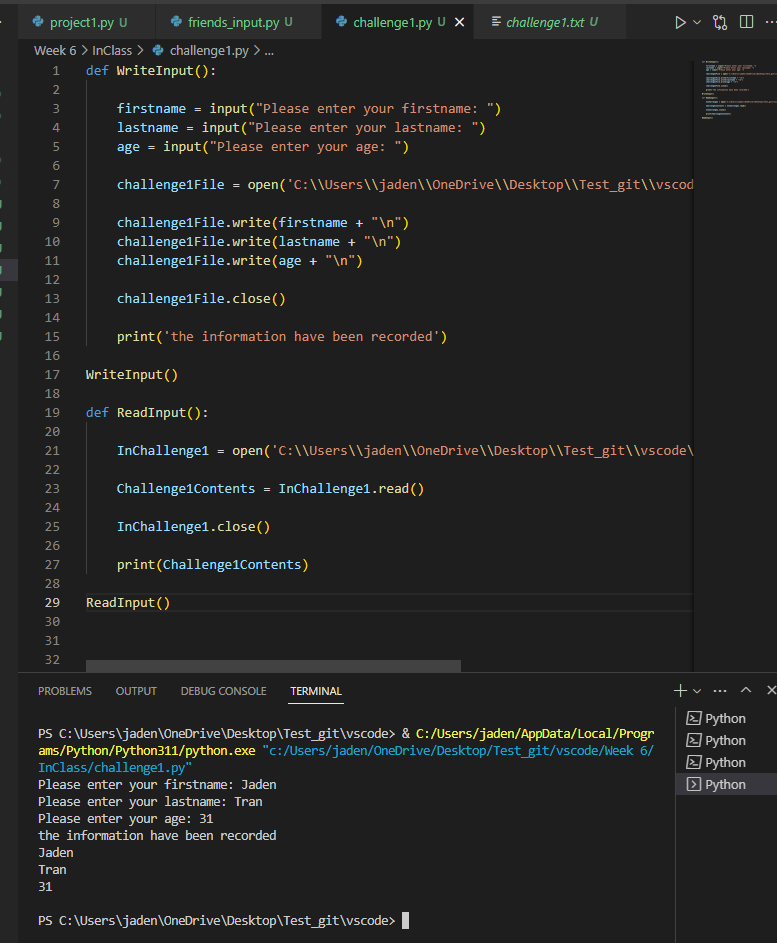 project1.py U friends_input.py U challenge1.py U challenge1.txt U
Week 6 > InClass > challenge1.py > ...
1 def WriteInput():
2
3 firstname = input("Please enter your firstname: ")
4 lastname = input("Please enter your lastname: ")
5 age = input("Please enter your age: ")
6
7 challenge1File = open('C:\\Users\\jaden\\OneDrive\\Desktop\\Test_git\\vscod
8
9 challenge1File.write(firstname + "\n")
10 challenge1File.write(lastname + "\n")
11 challenge1File.write(age + "\n")
12
13 challenge1File.close()
14
15 print('the information have been recorded')
16
17 WriteInput()
18
19 def ReadInput():
20
21 InChallenge1 = open('C:\\Users\\jaden\\OneDrive\\Desktop\\Test_git\\vscode\
22
23 Challenge1Contents = InChallenge1.read()
24
25 InChallenge1.close()
26
27 print(Challenge1Contents)
28
29 ReadInput()
30
31
32
PROBLEMS OUTPUT DEBUG CONSOLE TERMINAL
PS C:\Users\jaden\OneDrive\Desktop\Test_git\vscode> & C:/Users/jaden/AppData/Local/Progr
ams/Python/Python311/python.exe "c:/Users/jaden/OneDrive/Desktop/Test_git/vscode/Week 6/
InClass/challenge1.py"
Please enter your firstname: Jaden
Please enter your lastname: Tran
Please enter your age: 31
the information have been recorded
Jaden
Tran
31
PS C:\Users\jaden\OneDrive\Desktop\Test_git\vscode>
Python
Python
Python
Python